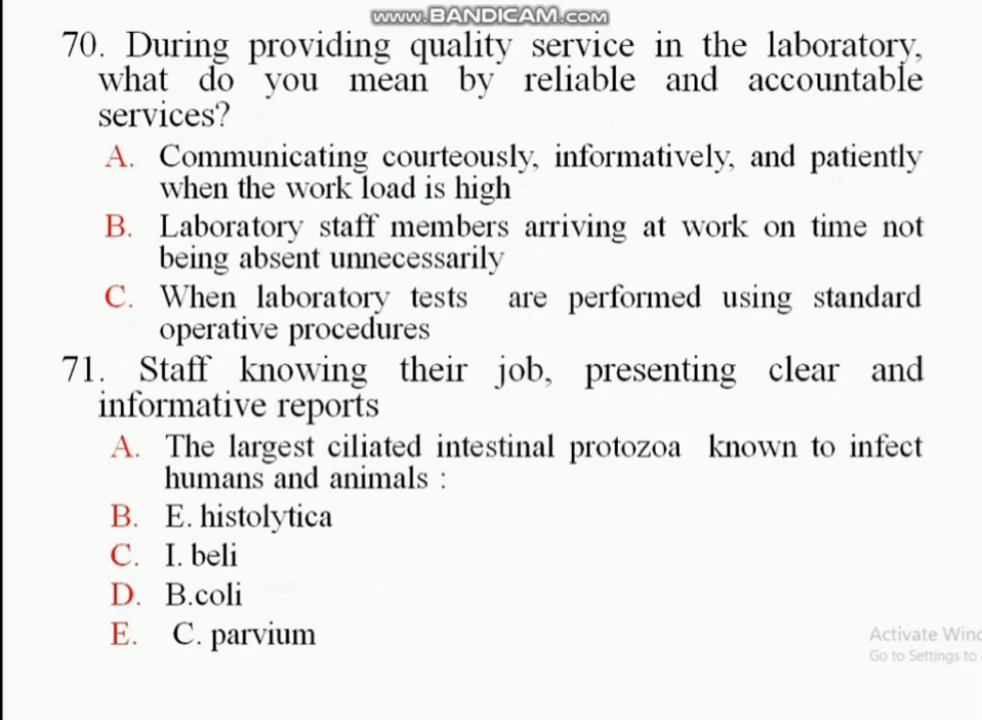 www.BANDICAM.COM
70. During providing quality service in the laboratory,
what do you mean by reliable and accountable
services?
A. Communicating courteously, informatively, and patiently
when the work load is high
B. Laboratory staff members arriving at work on time not
being absent unnecessarily
C. When laboratory tests are performed using standard
operative procedures
71. Staff knowing their job, presenting clear and
informative reports
A. The largest ciliated intestinal protozoa known to infect
humans and animals :
B. E. histolytica
C. I. beli
D. B.coli
E. C. parvium
Activate Winc
Go to Settings to